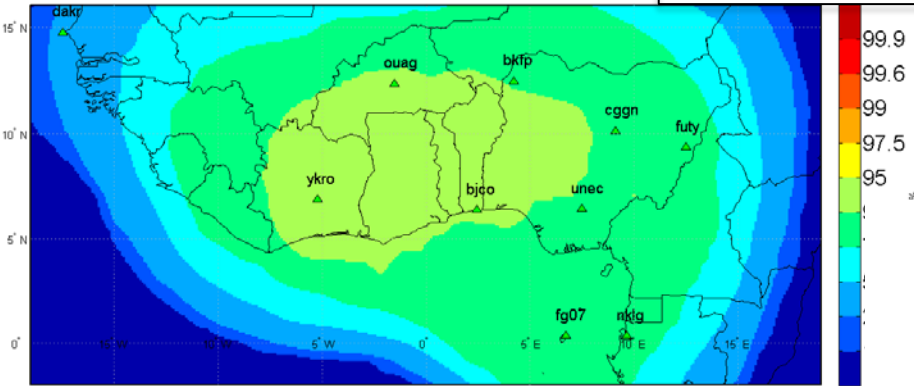 dakr
15° N
99.9
ouag
bkfp
99.6
cggn
99
10° N
futy
97.5
ykro
95
bjco
unec
5° N
fg07
nklg
0°
5° W
0°
5° E
10° E
15° E